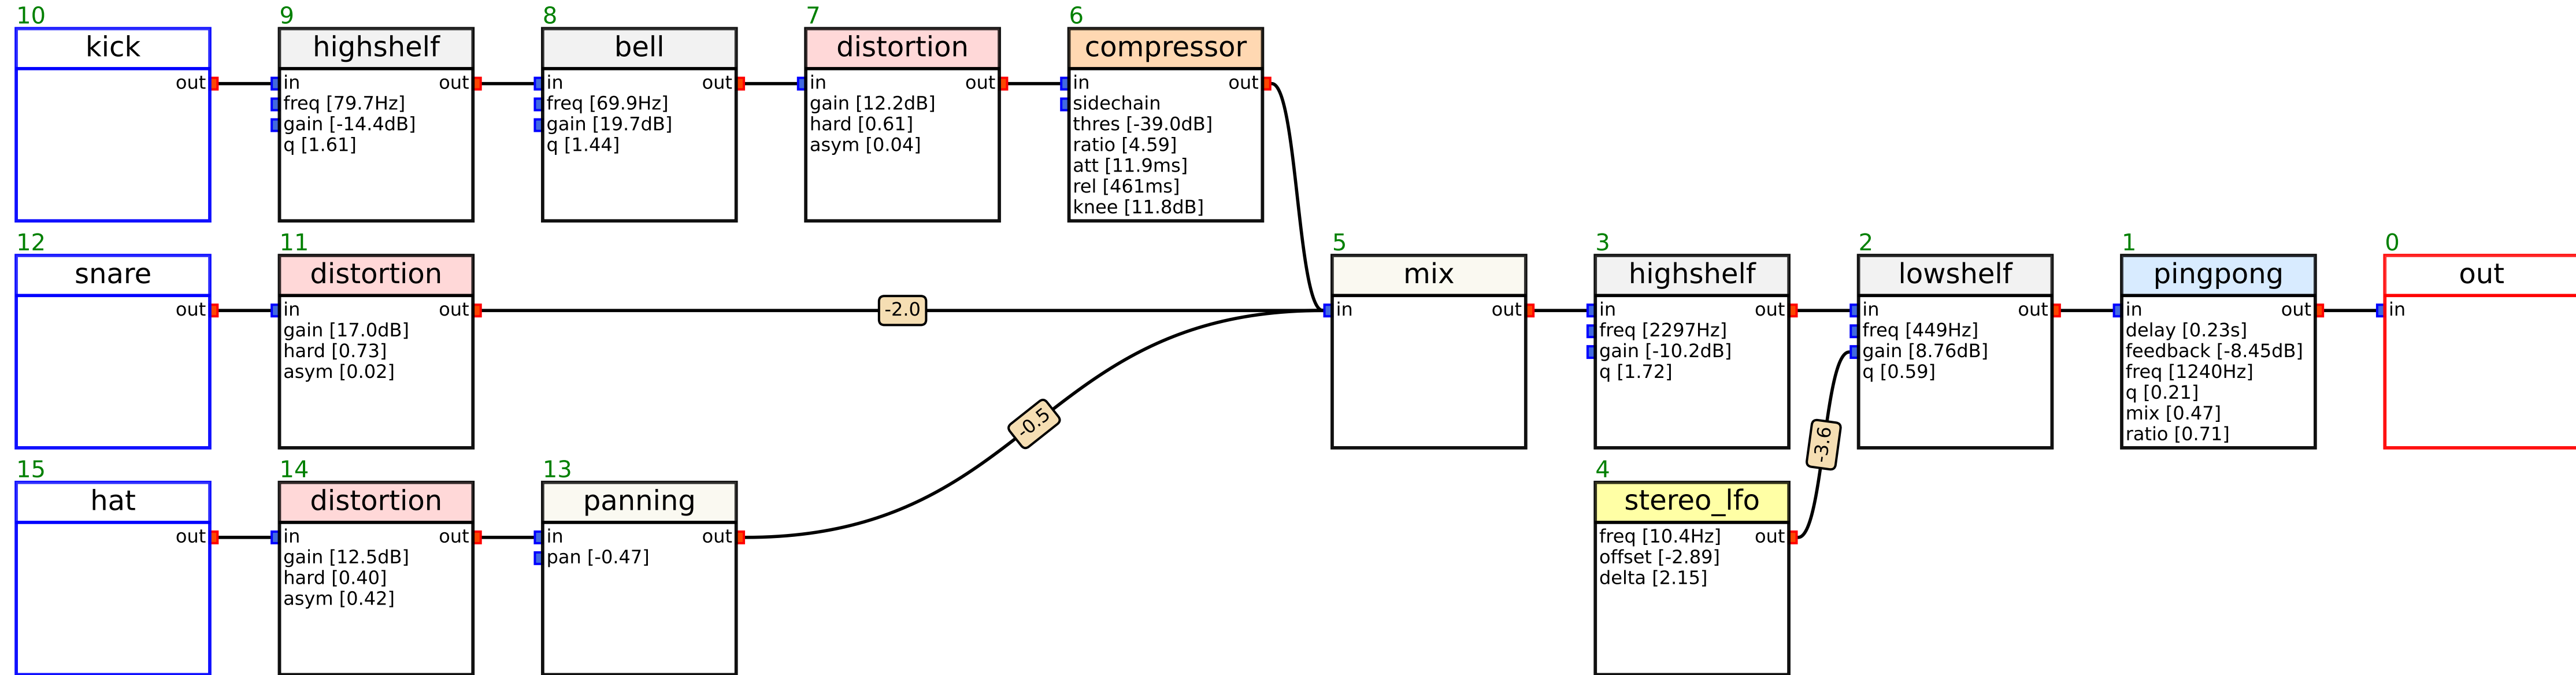 10
kick
out
9
highshelf
in out
freq [79.7Hz]
gain [-14.4dB]
q [1.61]
8
bell
in out
freq [69.9Hz]
gain [19.7dB]
q [1.44]
7
distortion
in out
gain [12.2dB]
hard [0.61]
asym [0.04]
6
compressor
in out
sidechain
thres [-39.0dB]
ratio [4.59]
att [11.9ms]
rel [461ms]
knee [11.8dB]
12
snare
out
11
distortion
in out
gain [17.0dB]
hard [0.73]
asym [0.02]
-2.0
5
mix
in out
3
highshelf
in out
freq [2297Hz]
gain [-10.2dB]
q [1.72]
2
lowshelf
in out
freq [449Hz]
gain [8.76dB]
q [0.59]
1
pingpong
in out
delay [0.23s]
feedback [-8.45dB]
freq [1240Hz]
q [0.21]
mix [0.47]
ratio [0.71]
0
out
in
15
hat
out
14
distortion
in out
gain [12.5dB]
hard [0.40]
asym [0.42]
13
panning
in out
pan [-0.47]
-0.5
4
stereo_lfo
freq [10.4Hz] out
offset [-2.89]
delta [2.15]
-3.6